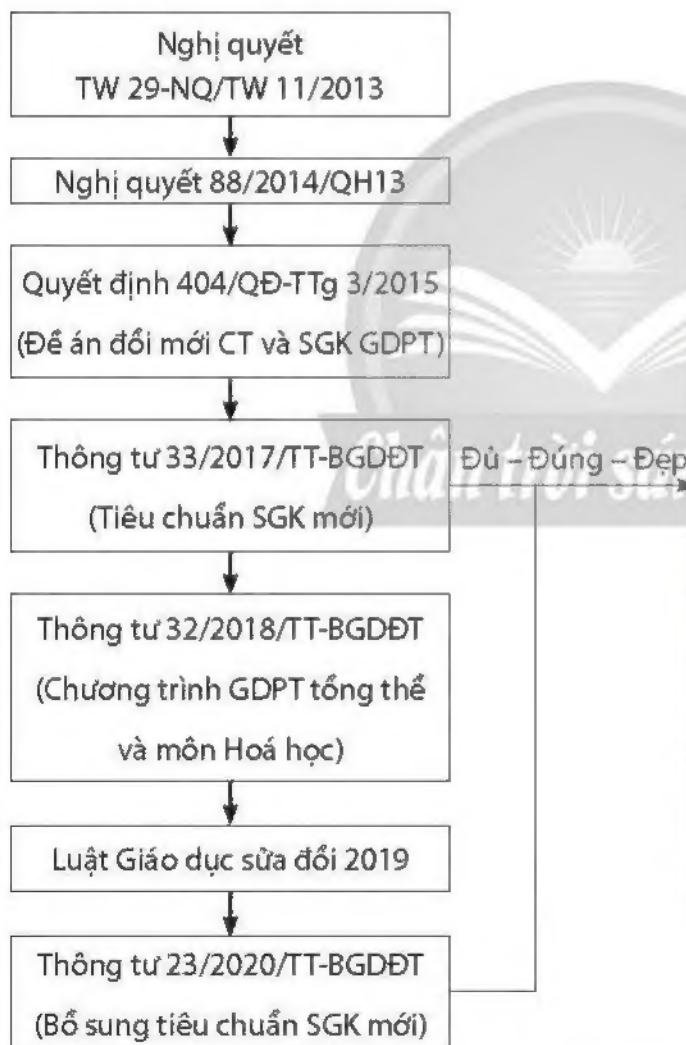 Nghị quyết
TW 29-NQ/TW 11/2013
Nghị quyết 88/2014/QH13
Quyết định 404/QĐ-TTg 3/2015
(Đề án đổi mới CT và SGK GDPT)
Thông tư 33/2017/TT-BGDĐT
(Tiêu chuẩn SGK mới)
Đủ – Đúng – Đẹp
Chân trời sá
Thông tư 32/2018/TT-BGDĐT
(Chương trình GDPT tổng thể
và môn Hoá học)
Luật Giáo dục sửa đổi 2019
Thông tư 23/2020/TT-BGDĐT
(Bổ sung tiêu chuẩn SGK mới)